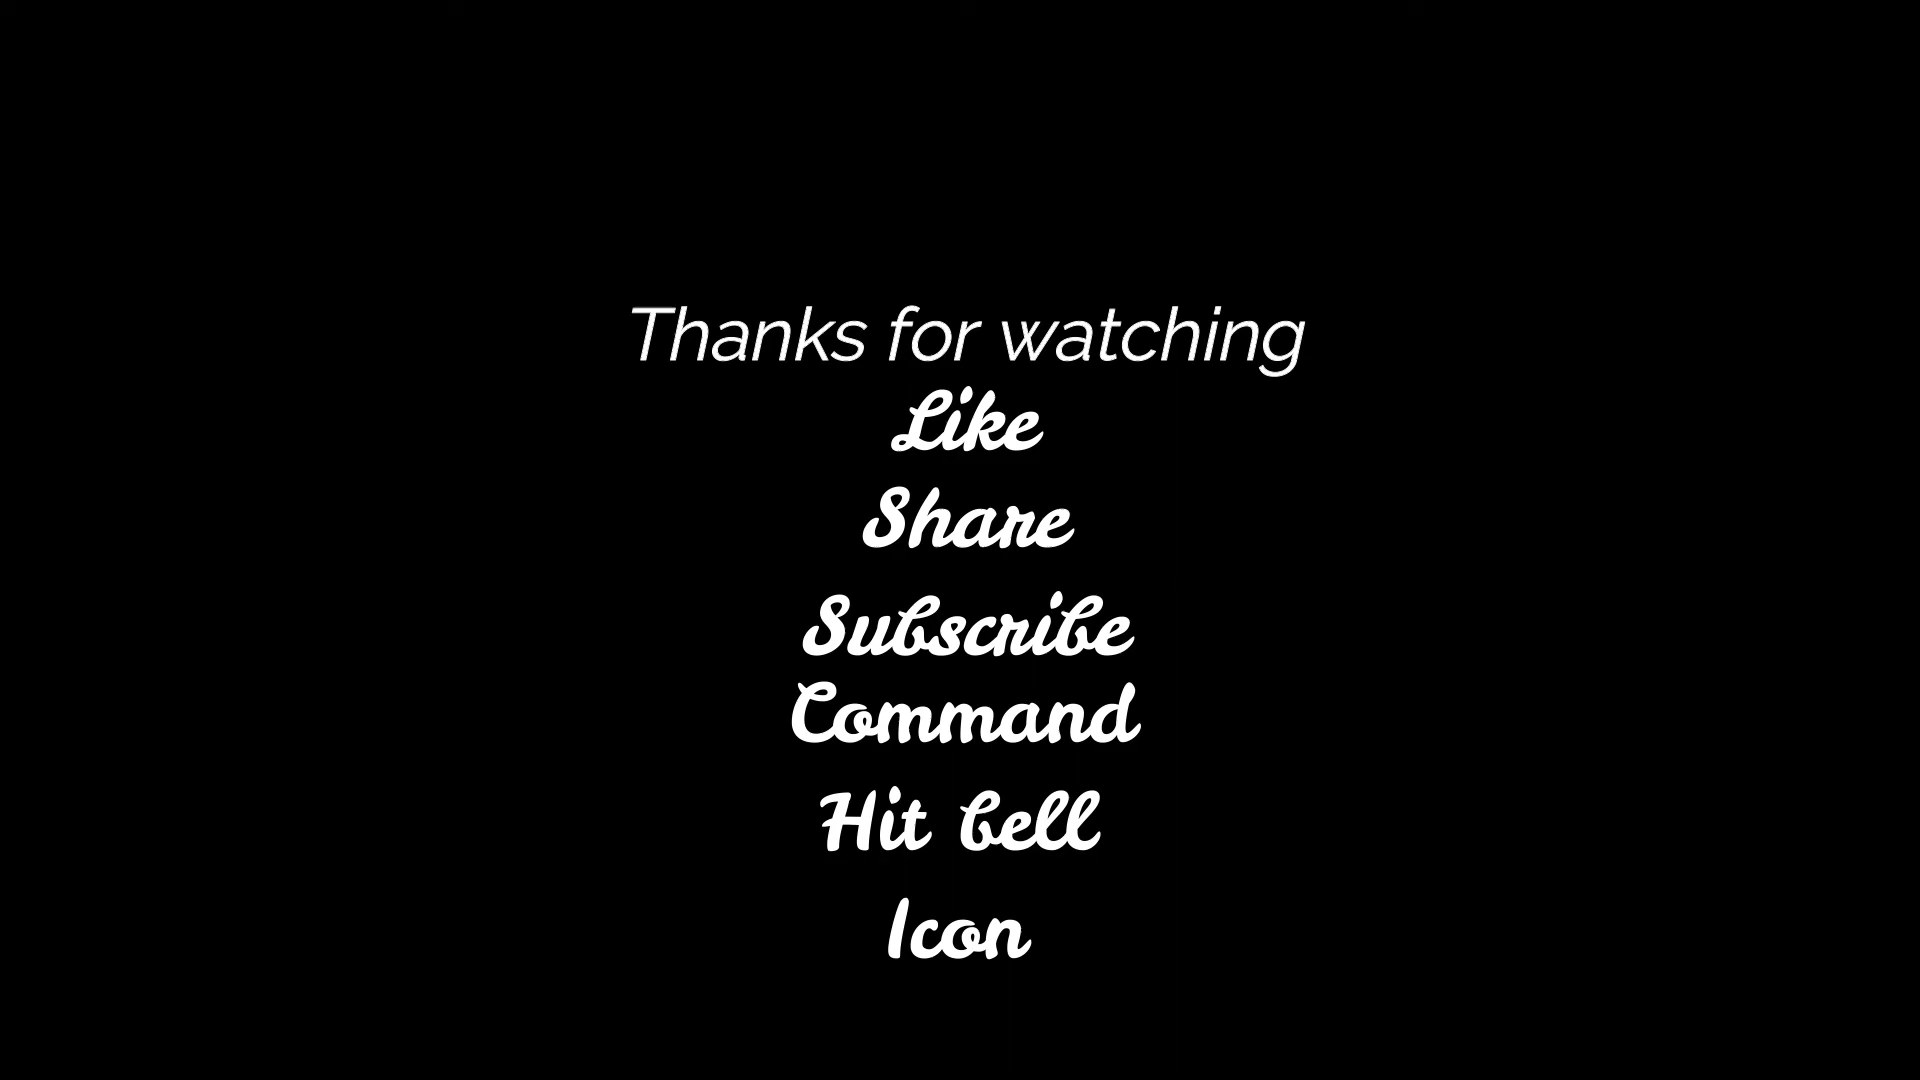 Thanks for watching
Like
Share
Subscribe
Command
Hit bell
Icon